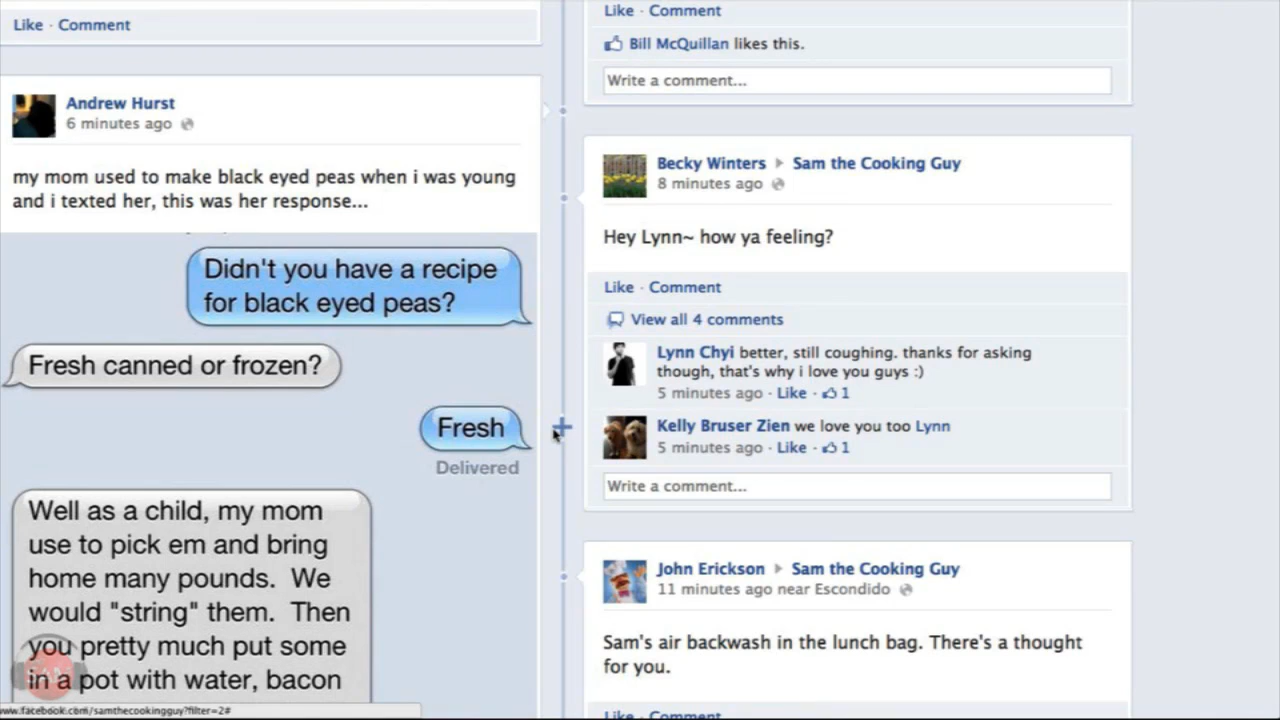 Like · Comment
Andrew Hurst
6 minutes ago
my mom used to make black eyed peas when i was young
and i texted her, this was her response...
Didn't you have a recipe
for black eyed peas?
Fresh canned or frozen?
Fresh
Delivered
Well as a child, my mom
use to pick em and bring
home many pounds. We
would "string" them. Then
you pretty much put some
in a pot with water, bacon
www.facebook.com/samthecookingguy?filter=2#
Like · Comment
Bill McQuillan likes this.
Write a comment...
Becky Winters ▸ Sam the Cooking Guy
8 minutes ago
Hey Lynn~ how ya feeling?
Like · Comment
View all 4 comments
Lynn Chyi better, still coughing. thanks for asking
though, that's why i love you guys :)
5 minutes ago · Like · 1
Kelly Bruser Zien we love you too Lynn
5 minutes ago · Like · 1
Write a comment...
John Erickson ▸ Sam the Cooking Guy
11 minutes ago near Escondido
Sam's air backwash in the lunch bag. There's a thought
for you.
Like · Comment